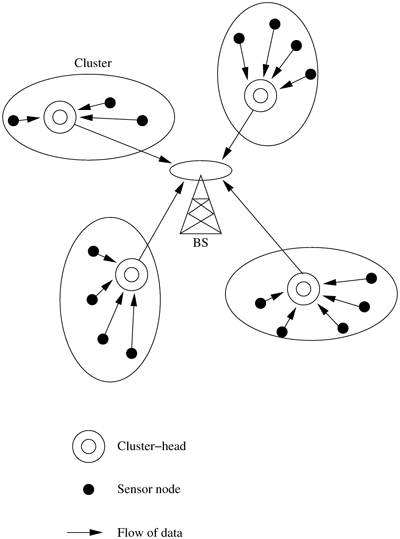 Cluster
BS
Cluster-head
Sensor node
Flow of data